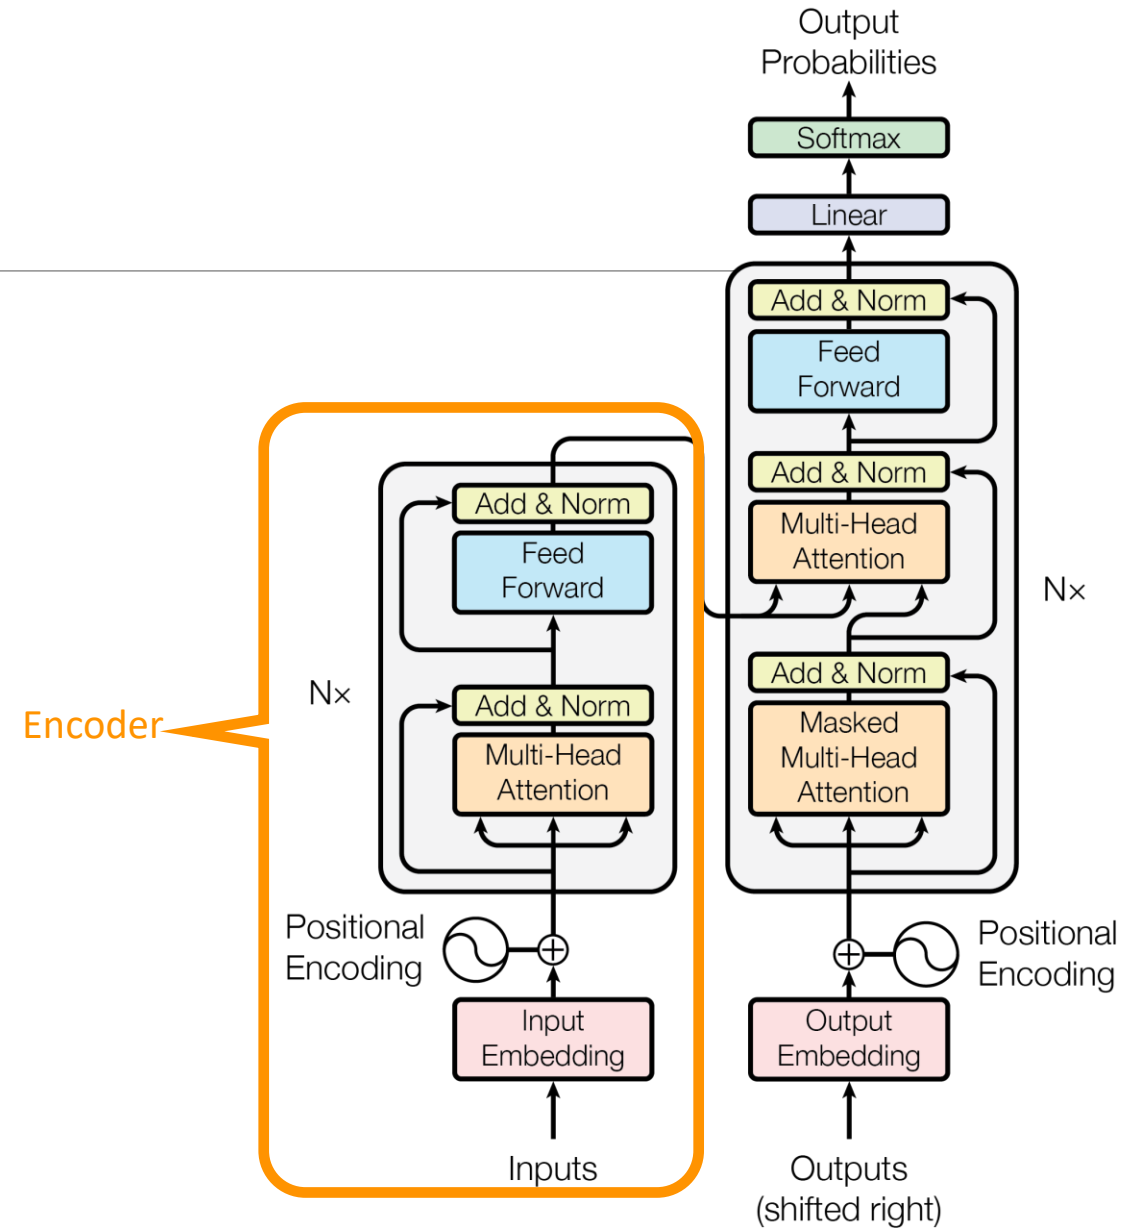 Output
Probabilities
Softmax
Linear
Add & Norm
Feed
Forward
Add & Norm
Multi-Head
Attention
N×
Add & Norm
Masked
Multi-Head
Attention
Positional
Encoding
Output
Embedding
Outputs
(shifted right)
Encoder
Add & Norm
Feed
Forward
N×
Add & Norm
Multi-Head
Attention
Positional
Encoding
Input
Embedding
Inputs